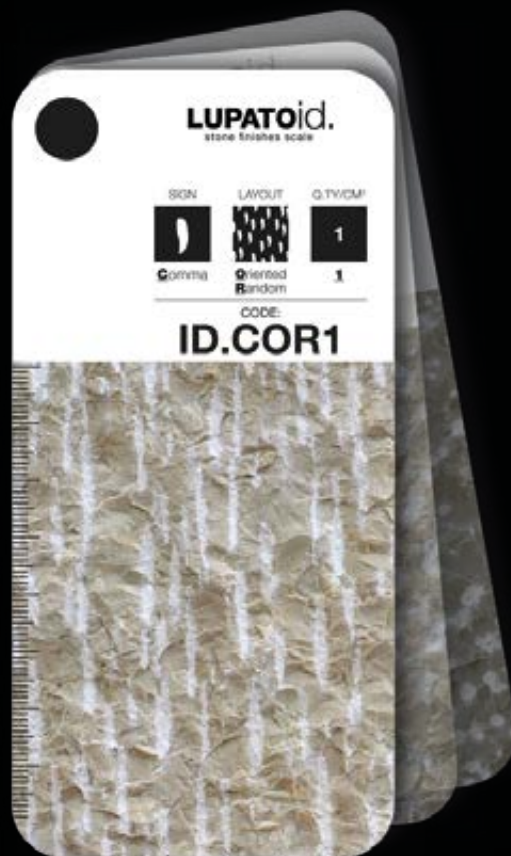 LUPATOid.
stone finishes scale
SIGN LAYOUT Q.TY/CM²
1
Comma Oriented 1
Random
CODE:
ID.COR1